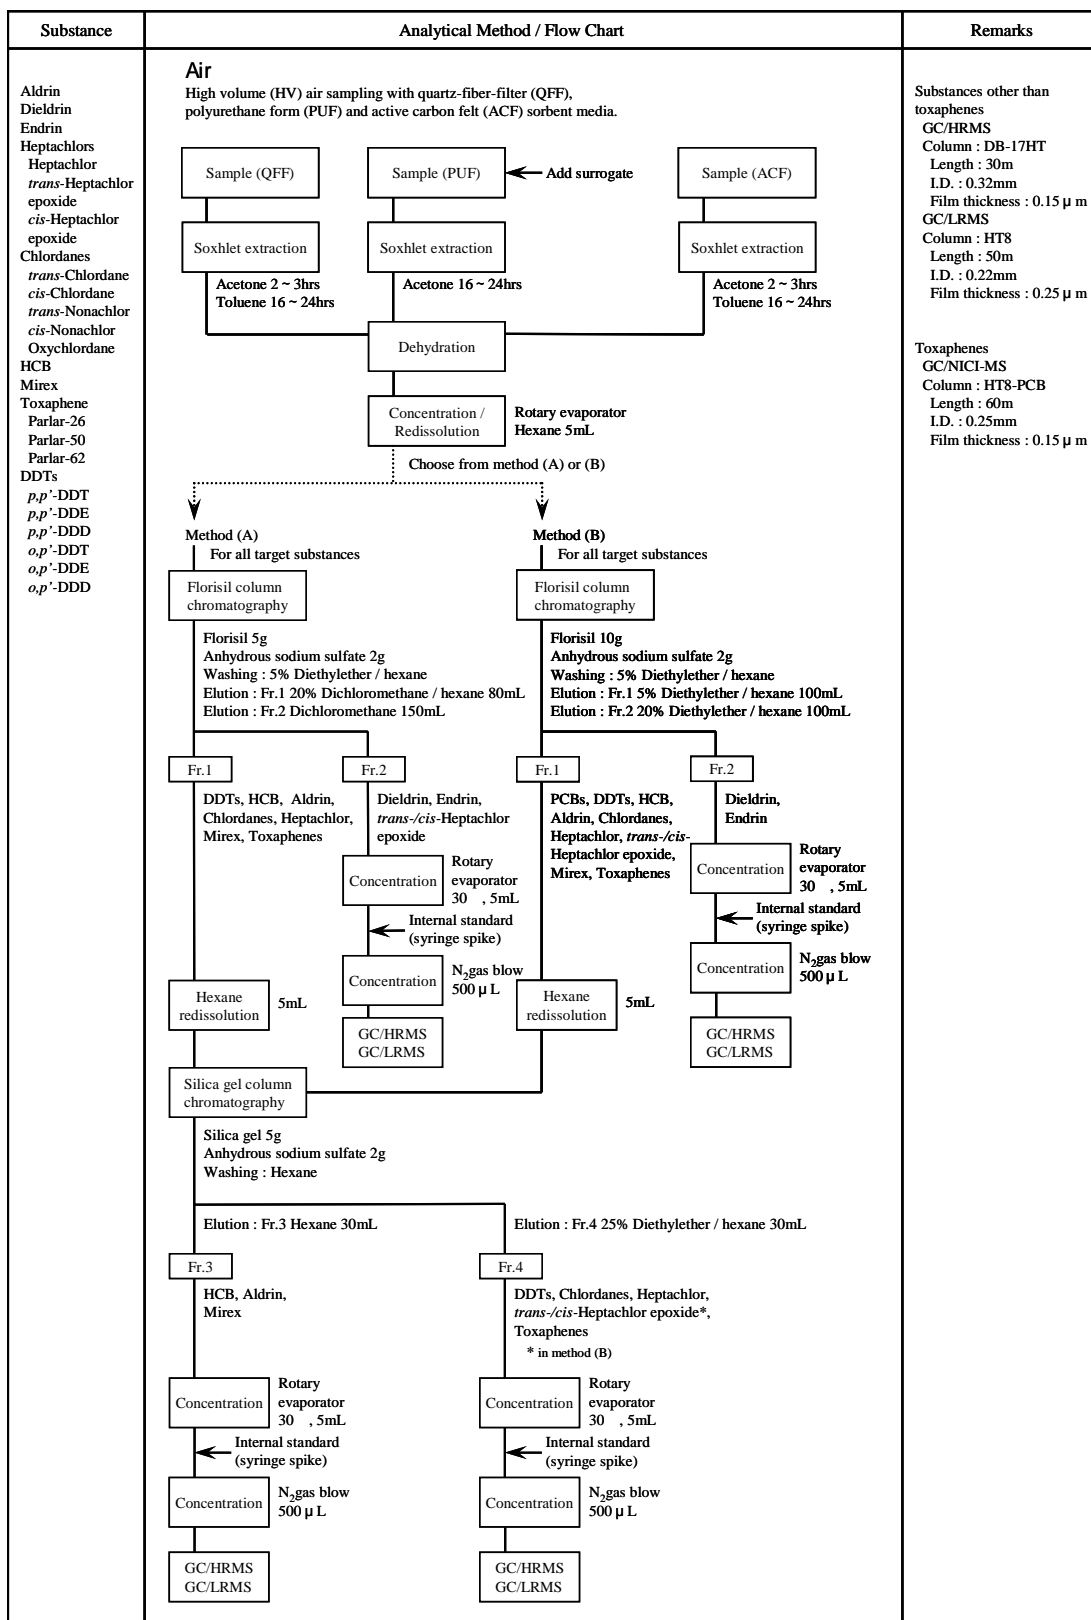 Substance
Analytical Method / Flow Chart
Remarks
Aldrin
Dieldrin
Endrin
Heptachlors
Heptachlor
trans-Heptachlor
epoxide
cis-Heptachlor
epoxide
Chlordanes
trans-Chlordane
cis-Chlordane
trans-Nonachlor
cis-Nonachlor
Oxychlordane
HCB
Mirex
Toxaphene
Parlar-26
Parlar-50
Parlar-62
DDTs
p,p'-DDT
p,p'-DDE
p,p'-DDD
o,p'-DDT
o,p'-DDE
o,p'-DDD
Air
High volume (HV) air sampling with quartz-fiber-filter (QFF),
polyurethane form (PUF) and active carbon felt (ACF) sorbent media.
Sample (QFF)
Sample (PUF)
Add surrogate
Sample (ACF)
Soxhlet extraction
Soxhlet extraction
Soxhlet extraction
Acetone 2 ~ 3hrs
Toluene 16 ~ 24hrs
Acetone 16 ~ 24hrs
Acetone 2 ~ 3hrs
Toluene 16 ~ 24hrs
Dehydration
Concentration /
Redissolution
Rotary evaporator
Hexane 5mL
Choose from method (A) or (B)
Method (A)
For all target substances
Florisil column
chromatography
Florisil 5g
Anhydrous sodium sulfate 2g
Washing : 5% Diethylether / hexane
Elution : Fr.1 20% Dichloromethane / hexane 80mL
Elution : Fr.2 Dichloromethane 150mL
Method (B)
For all target substances
Florisil column
chromatography
Florisil 10g
Anhydrous sodium sulfate 2g
Washing : 5% Diethylether / hexane
Elution : Fr.1 5% Diethylether / hexane 100mL
Elution : Fr.2 20% Diethylether / hexane 100mL
Fr.1
DDTs, HCB, Aldrin,
Chlordanes, Heptachlor,
Mirex, Toxaphenes
Fr.2
Dieldrin, Endrin,
trans-/cis-Heptachlor
epoxide
Concentration
Rotary
evaporator
30 , 5mL
Internal standard
(syringe spike)
Concentration
N2gas blow
500 μ L
GC/HRMS
GC/LRMS
Fr.1
PCBs, DDTs, HCB,
Aldrin, Chlordanes,
Heptachlor, trans-/cis-
Heptachlor epoxide,
Mirex, Toxaphenes
Fr.2
Dieldrin,
Endrin
Concentration
Rotary
evaporator
30 , 5mL
Internal standard
(syringe spike)
Concentration
N2gas blow
500 μ L
GC/HRMS
GC/LRMS
Hexane
redissolution
5mL
Hexane
redissolution
5mL
Silica gel column
chromatography
Silica gel 5g
Anhydrous sodium sulfate 2g
Washing : Hexane
Elution : Fr.3 Hexane 30mL
Elution : Fr.4 25% Diethylether / hexane 30mL
Fr.3
HCB, Aldrin,
Mirex
Fr.4
DDTs, Chlordanes, Heptachlor,
trans-/cis-Heptachlor epoxide*,
Toxaphenes
* in method (B)
Concentration
Rotary
evaporator
30 , 5mL
Internal standard
(syringe spike)
Concentration
N2gas blow
500 μ L
GC/HRMS
GC/LRMS
Concentration
Rotary
evaporator
30 , 5mL
Internal standard
(syringe spike)
Concentration
N2gas blow
500 μ L
GC/HRMS
GC/LRMS
Substances other than
toxaphenes
GC/HRMS
Column : DB-17HT
Length : 30m
I.D. : 0.32mm
Film thickness : 0.15 μ m
GC/LRMS
Column : HT8
Length : 50m
I.D. : 0.22mm
Film thickness : 0.25 μ m
Toxaphenes
GC/NICI-MS
Column : HT8-PCB
Length : 60m
I.D. : 0.25mm
Film thickness : 0.15 μ m